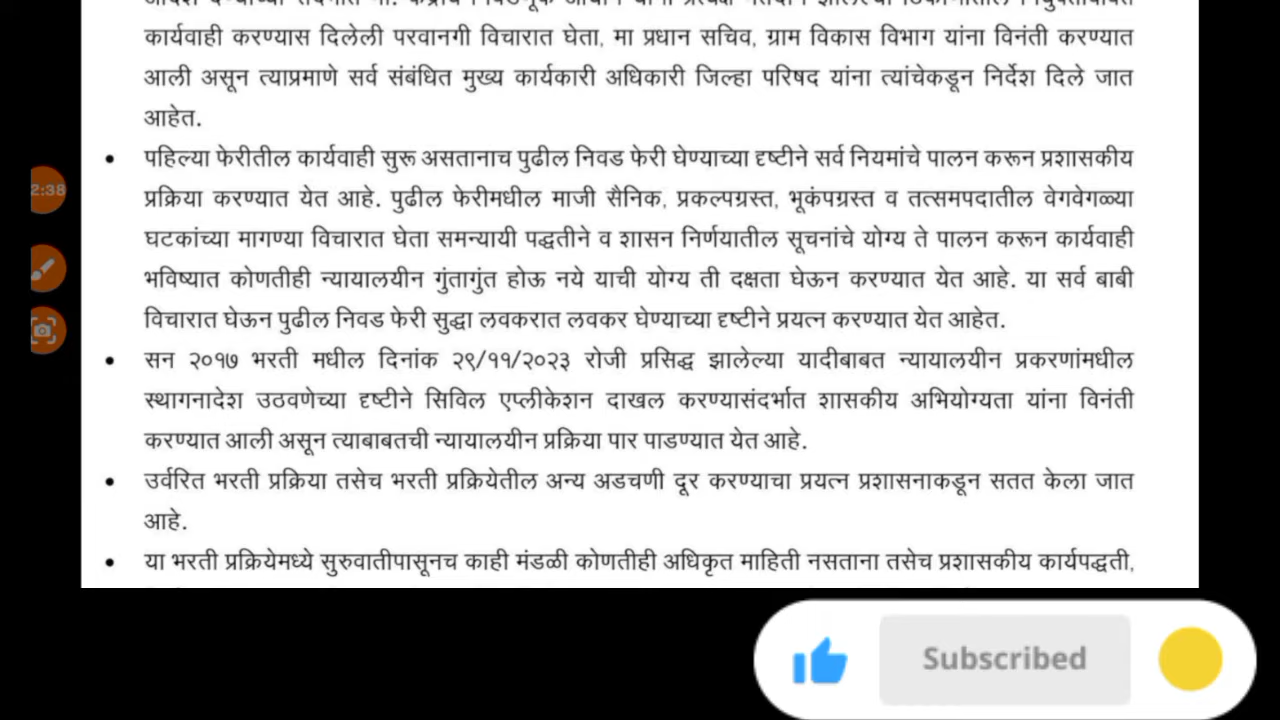 कार्यवाही करण्यास दिलेली परवानगी विचारात घेता, मा प्रधान सचिव, ग्राम विकास विभाग यांना विनंती करण्यात
आली असून त्याप्रमाणे सर्व संबंधित मुख्य कार्यकारी अधिकारी जिल्हा परिषद यांना त्यांचेकडून निर्देश दिले जात
आहेत.
• पहिल्या फेरीतील कार्यवाही सुरू असतानाच पुढील निवड फेरी घेण्याच्या दृष्टीने सर्व नियमांचे पालन करून प्रशासकीय
प्रक्रिया करण्यात येत आहे. पुढील फेरीमधील माजी सैनिक, प्रकल्पग्रस्त, भूकंपग्रस्त व तत्समपदातील वेगवेगळ्या
घटकांच्या मागण्या विचारात घेता समन्यायी पद्धतीने व शासन निर्णयातील सूचनांचे योग्य ते पालन करून कार्यवाही
भविष्यात कोणतीही न्यायालयीन गुंतागुंत होऊ नये याची योग्य ती दक्षता घेऊन करण्यात येत आहे. या सर्व बाबी
विचारात घेऊन पुढील निवड फेरी सुद्धा लवकरात लवकर घेण्याच्या दृष्टीने प्रयत्न करण्यात येत आहेत.
• सन २०१७ भरती मधील दिनांक २९/११/२०२३ रोजी प्रसिद्ध झालेल्या यादीबाबत न्यायालयीन प्रकरणांमधील
स्थागनादेश उठवणेच्या दृष्टीने सिविल एप्लीकेशन दाखल करण्यासंदर्भात शासकीय अभियोग्यता यांना विनंती
करण्यात आली असून त्याबाबतची न्यायालयीन प्रक्रिया पार पाडण्यात येत आहे.
• उर्वरित भरती प्रक्रिया तसेच भरती प्रक्रियेतील अन्य अडचणी दूर करण्याचा प्रयत्न प्रशासनाकडून सतत केला जात
आहे.
• या भरती प्रक्रियेमध्ये सुरुवातीपासूनच काही मंडळी कोणतीही अधिकृत माहिती नसताना तसेच प्रशासकीय कार्यपद्धती,
2:38
Subscribed